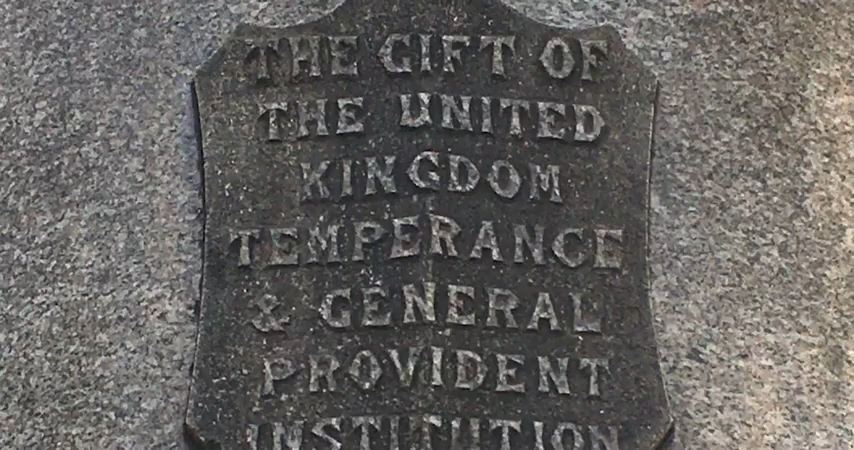 THE GIFT OF
THE UNITED
KINGDOM
TEMPERANCE
& GENERAL
PROVIDENT
INSTITUTION